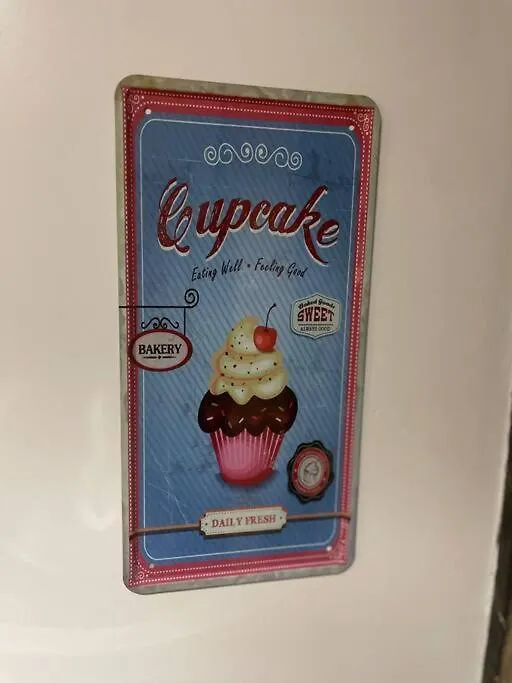 Cupcake
Eating Well • Feeling Good
Baked Goods
SWEET
ALWAYS GOOD
BAKERY
DAILY FRESH